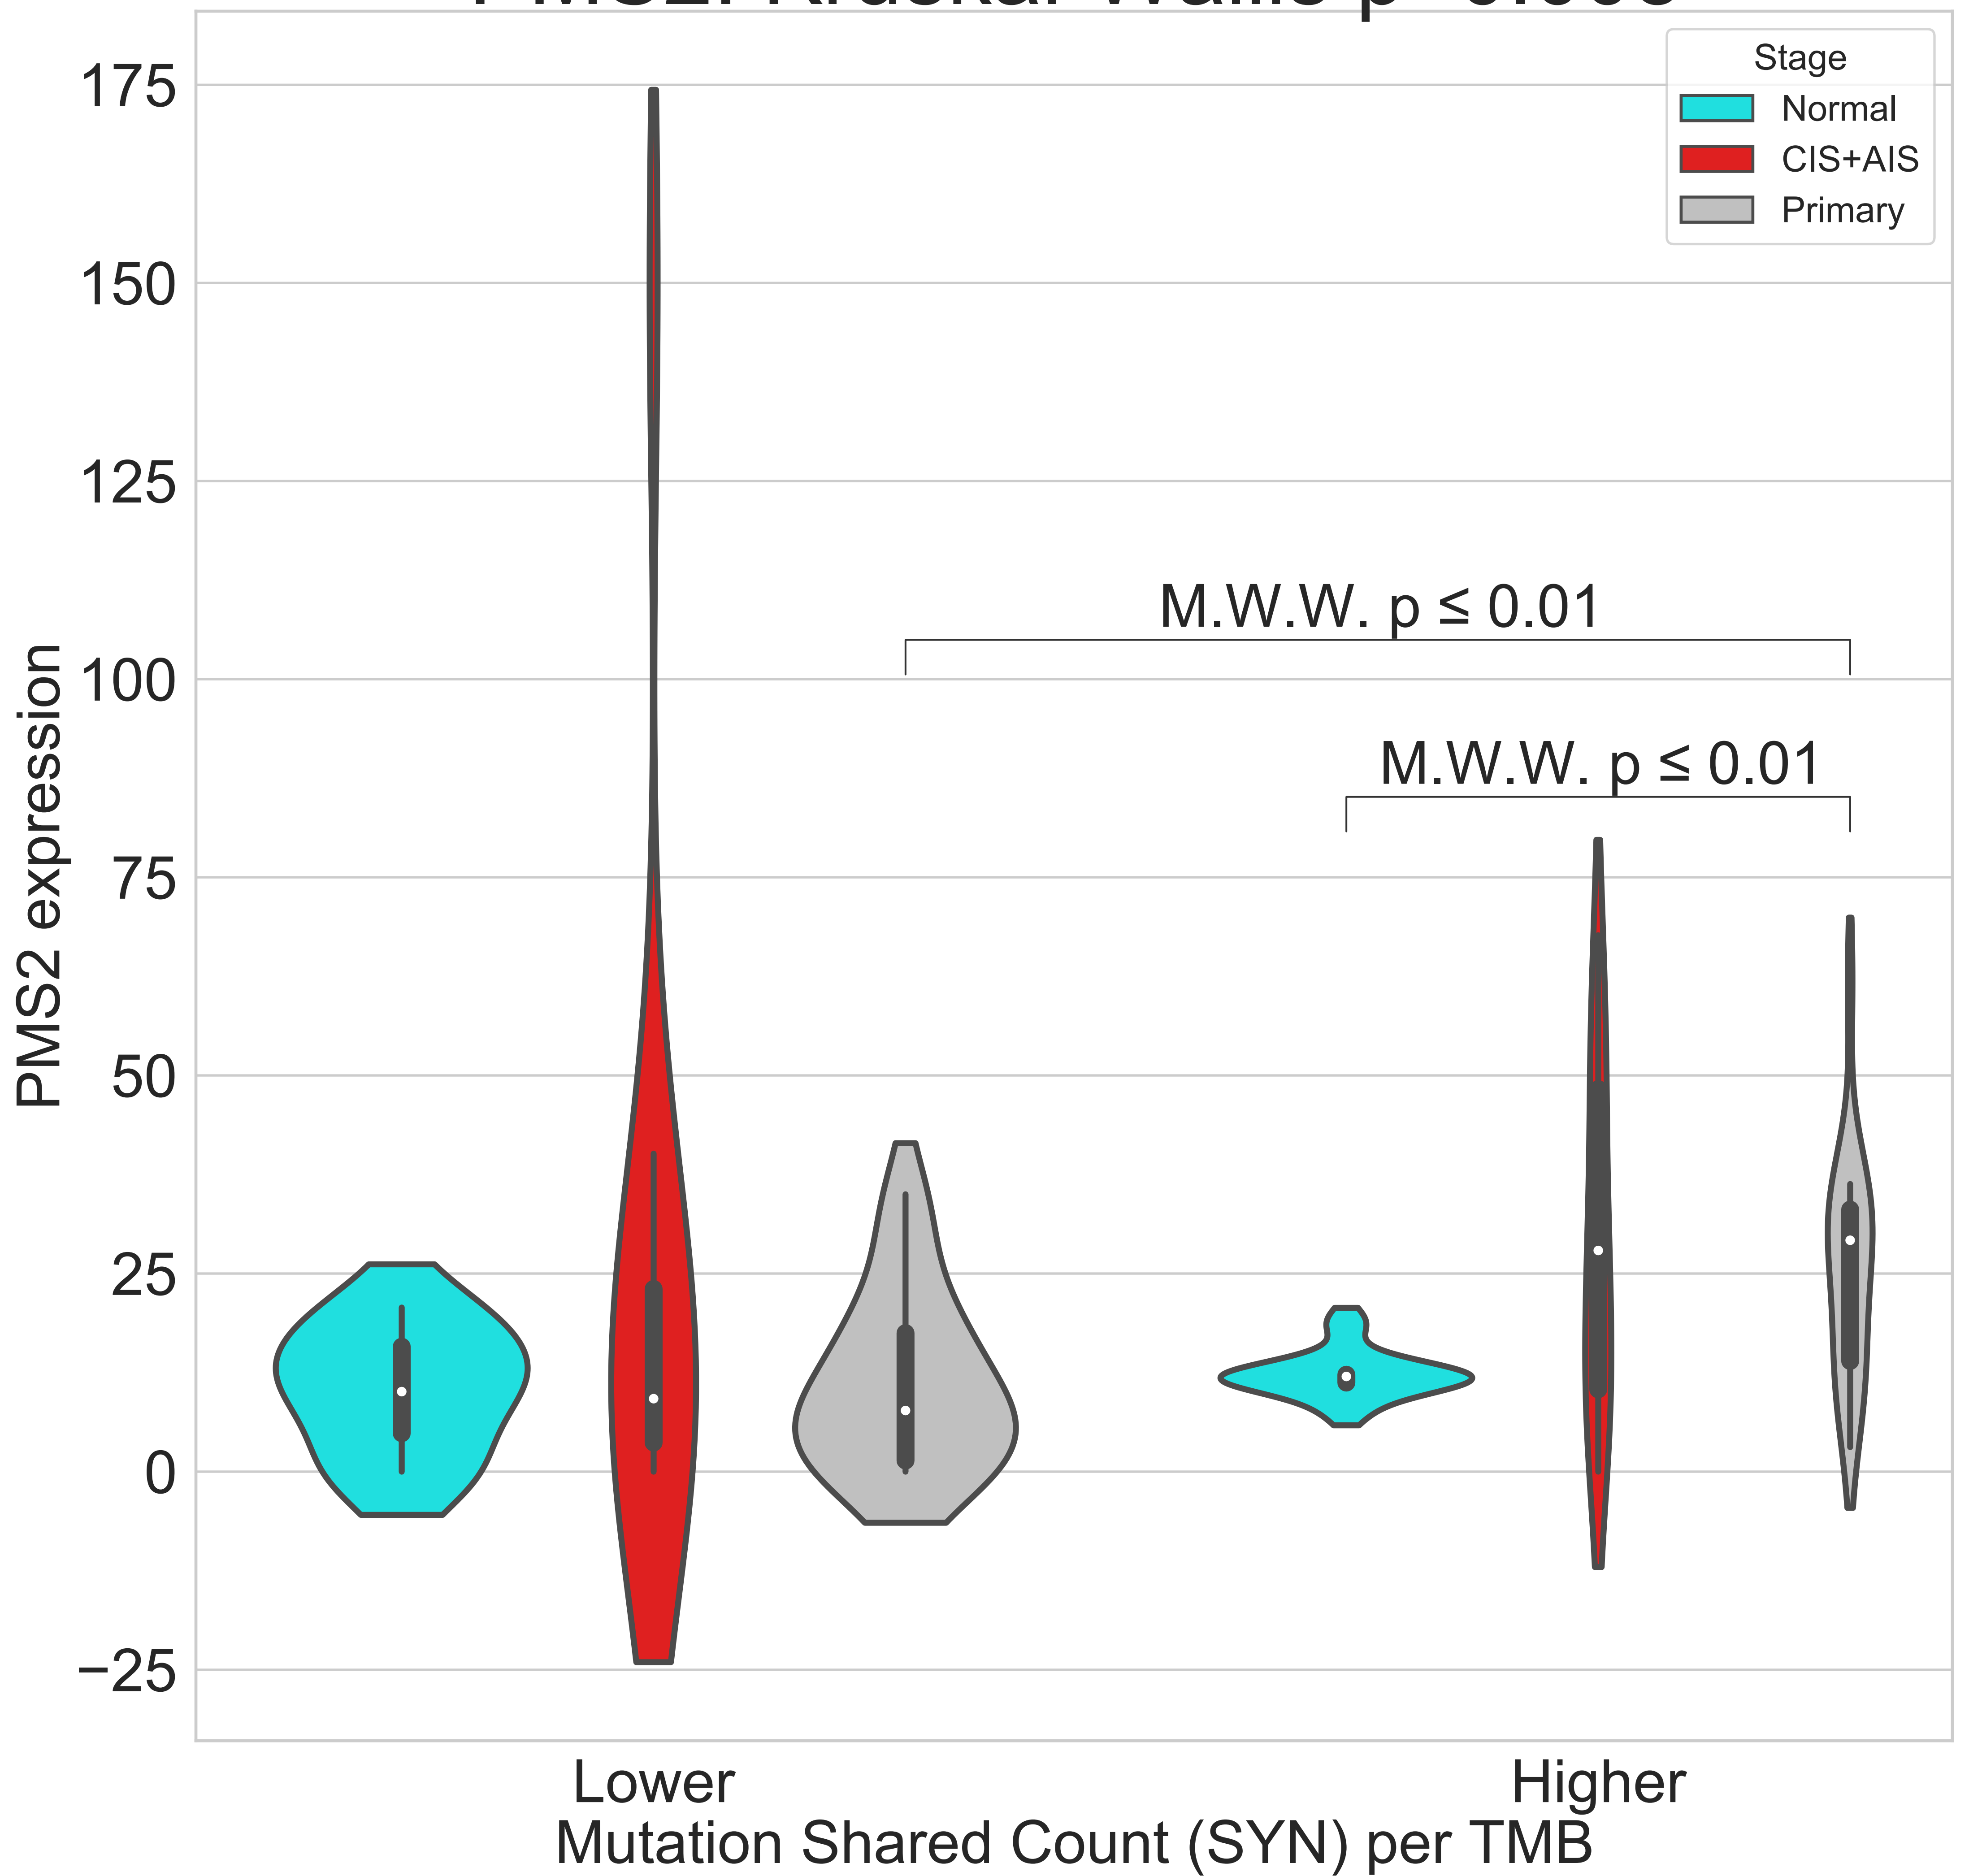 175
150
125
100
75
50
25
0
−25
PMS2 expression
Stage
Normal
CIS+AIS
Primary
M.W.W. p ≤ 0.01
M.W.W. p ≤ 0.01
Lower
Higher
Mutation Shared Count (SYN) per TMB